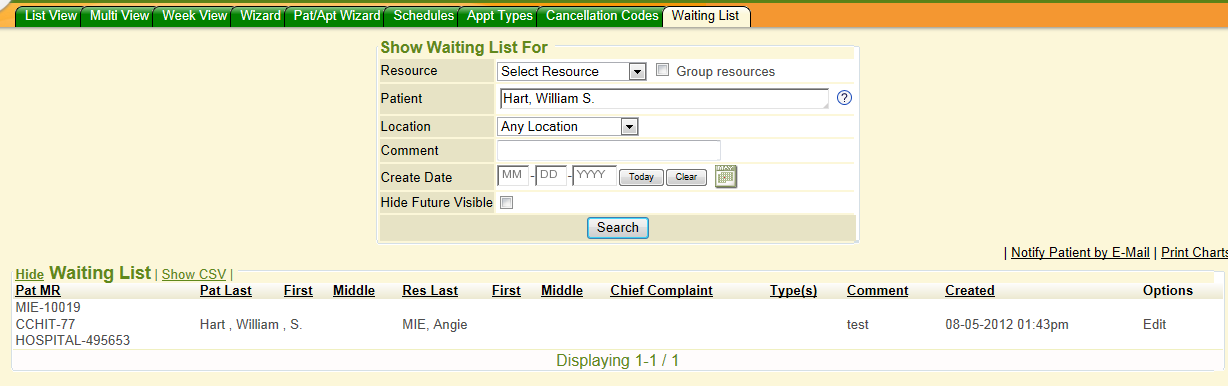 List View Multi View Week View Wizard Pat/Apt Wizard Schedules Appt Types Cancellation Codes Waiting List
Show Waiting List For
Resource Select Resource Group resources
Patient Hart, William S. ?
Location Any Location
Comment
Create Date MM - DD - YYYY Today Clear
Hide Future Visible
Search
| Notify Patient by E-Mail | Print Charts
Hide Waiting List | Show CSV |
Pat MR Pat Last First Middle Res Last First Middle Chief Complaint Type(s) Comment Created Options
MIE-10019
CCHIT-77 Hart , William , S. MIE, Angie test 08-05-2012 01:43pm Edit
HOSPITAL-495653
Displaying 1-1 / 1